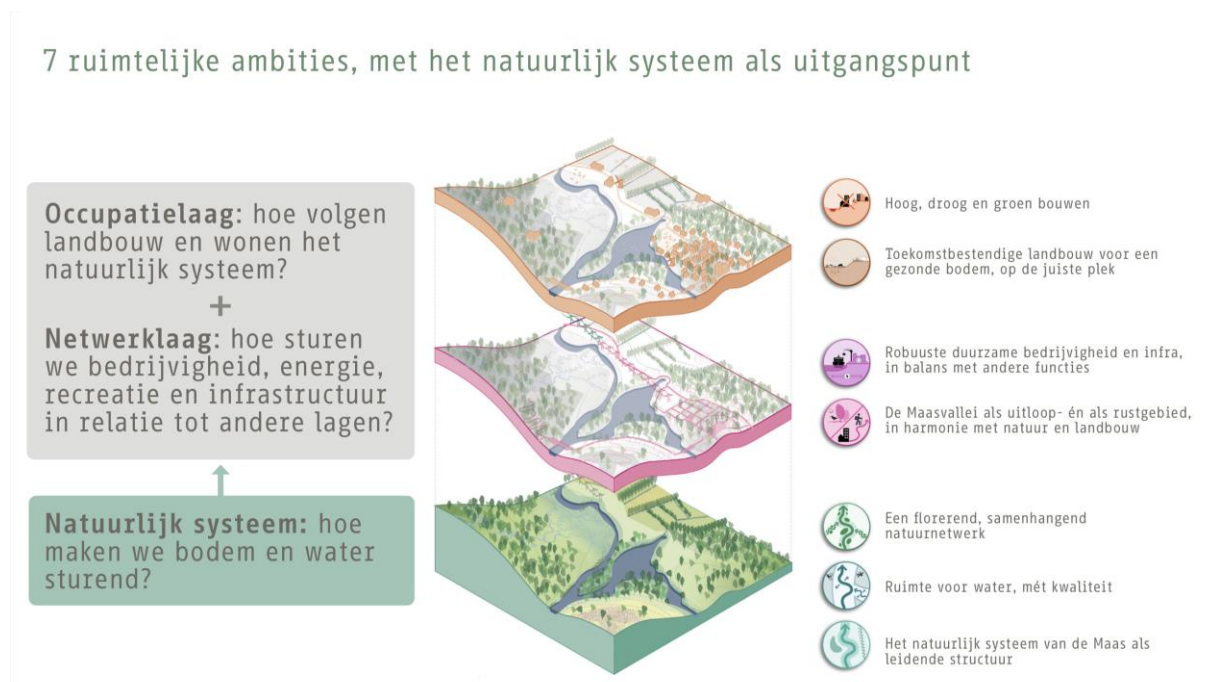 7 ruimtelijke ambities, met het natuurlijk systeem als uitgangspunt
Occupatielaag: hoe volgen
landbouw en wonen het
natuurlijk systeem?
+
Netwerklaag: hoe sturen
we bedrijvigheid, energie,
recreatie en infrastructuur
in relatie tot andere lagen?
Natuurlijk systeem: hoe
maken we bodem en water
sturend?
Hoog, droog en groen bouwen
Toekomstbestendige landbouw voor een
gezonde bodem, op de juiste plek
Robuuste duurzame bedrijvigheid en infra,
in balans met andere functies
De Maasvallei als uitloop- én als rustgebied,
in harmonie met natuur en landbouw
Een florerend, samenhangend
natuurnetwerk
Ruimte voor water, mét kwaliteit
Het natuurlijk systeem van de Maas als
leidende structuur